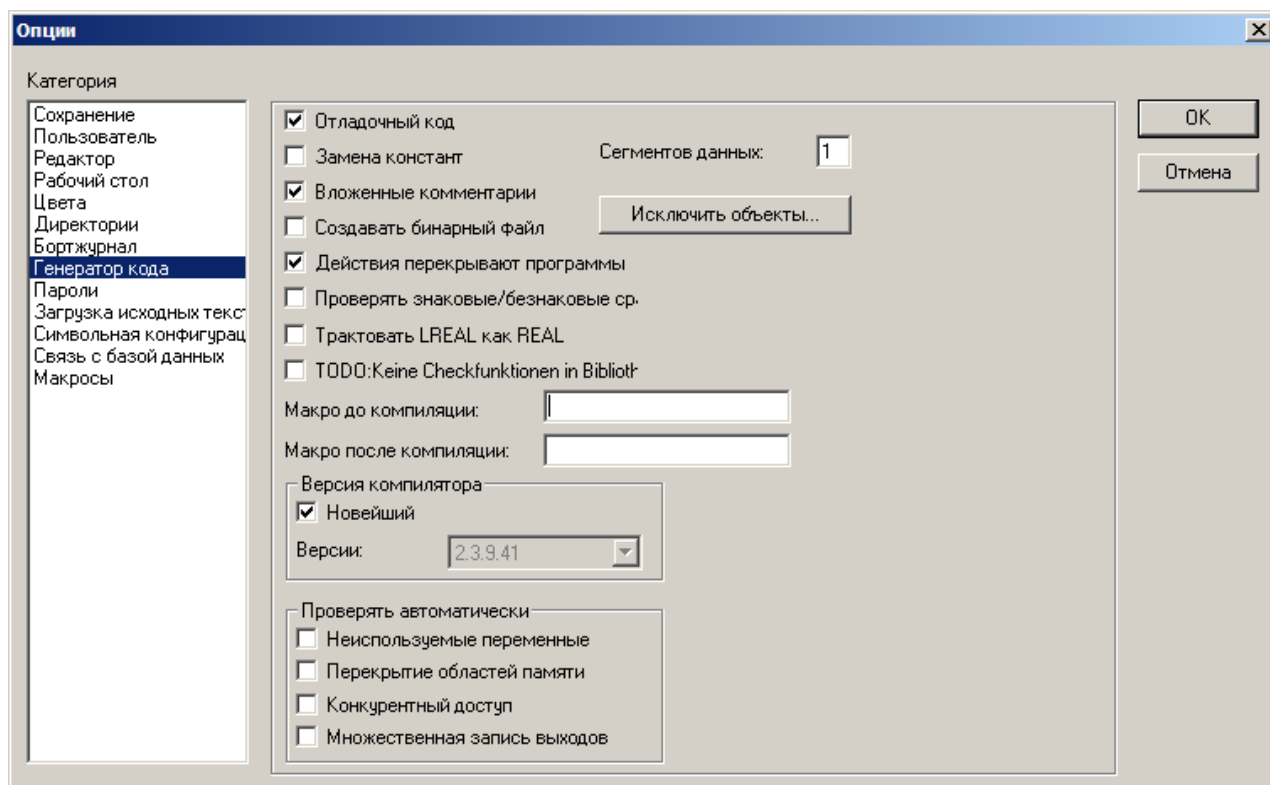 Опции
Категория
Сохранение
Пользователь
Редактор
Рабочий стол
Цвета
Директории
Бортжурнал
Генератор кода
Пароли
Загрузка исходных текст
Символьная конфигурац
Связь с базой данных
Макросы
Отладочный код
Замена констант
Сегментов данных: 1
Вложенные комментарии
Исключить объекты...
Создавать бинарный файл
Действия перекрывают программы
Проверять знаковые/безнаковые ср.
Трактовать LREAL как REAL
TODO:Keine Checkfunktionen in Biblioth
Макро до компиляции:
Макро после компиляции:
Версия компилятора
Новейший
Версии: 2.3.9.41
Проверять автоматически
Неиспользуемые переменные
Перекрытие областей памяти
Конкурентный доступ
Множественная запись выходов
OK
Отмена